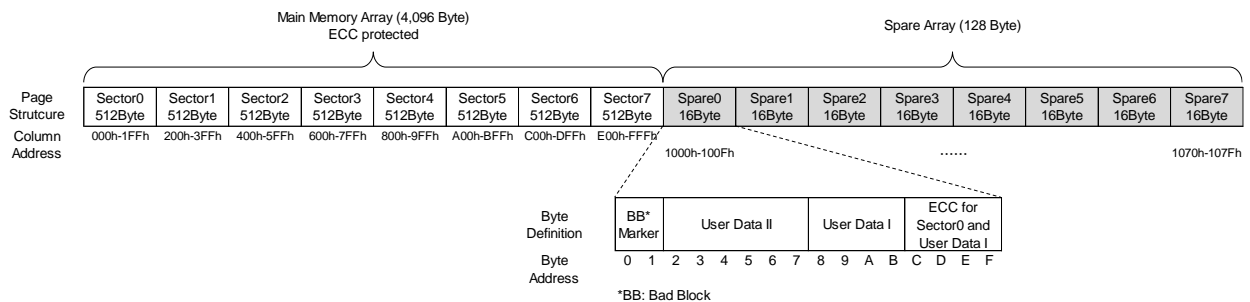 Main Memory Array (4,096 Byte)
ECC protected
Spare Array (128 Byte)
Page
Strutcure
Sector0
512Byte
Sector1
512Byte
Sector2
512Byte
Sector3
512Byte
Sector4
512Byte
Sector5
512Byte
Sector6
512Byte
Sector7
512Byte
Spare0
16Byte
Spare1
16Byte
Spare2
16Byte
Spare3
16Byte
Spare4
16Byte
Spare5
16Byte
Spare6
16Byte
Spare7
16Byte
Column
Address
000h-1FFh
200h-3FFh
400h-5FFh
600h-7FFh
800h-9FFh
A00h-BFFh
C00h-DFFh
E00h-FFFh
1000h-100Fh
......
1070h-107Fh
Byte
Definition
BB*
Marker
User Data II
User Data I
ECC for
Sector0 and
User Data I
Byte
Address
0 1 2 3 4 5 6 7 8 9 A B C D E F
*BB: Bad Block